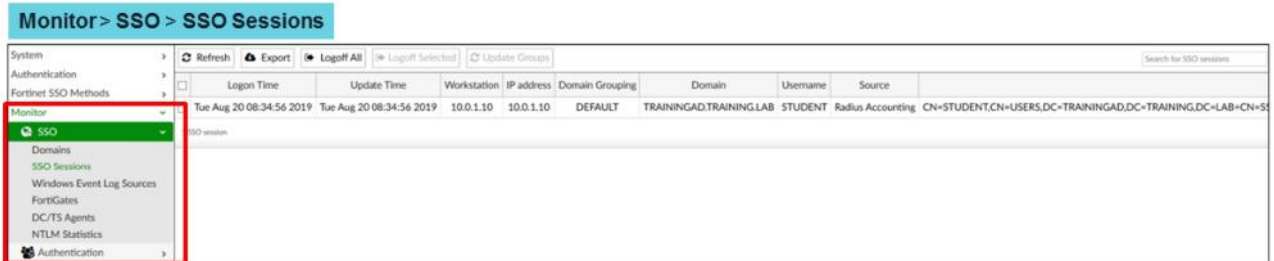 Monitor> SSO > SSO Sessions
System
Authentication
Fortinet SSO Methods
Monitor
SSO
Domains
SSO Sessions
Windows Event Log Sources
FortiGates
DC/TS Agents
NTLM Statistics
Authentication
Refresh Export Logoff All Logoff Selected Update Groups Search for SSO sessions
Logon Time Update Time Workstation IP address Domain Grouping Domain Username Source
Tue Aug 20 08:34:56 2019 Tue Aug 20 08:34:56 2019 10.0.1.10 10.0.1.10 DEFAULT TRAININGAD.TRAINING.LAB STUDENT Radius Accounting CN=STUDENT,CN=USERS,DC=TRAININGAD,DC=TRAINING,DC=LAB+CN=SS
SSO session